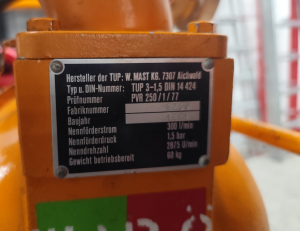 Hersteller der TUP: W. MAST KG. 7307 Aichwald
Typ u. DIN-Nummer: TUP 3-1,5 DIN 14 424
Prüfnummer PVR 250/1/77
Fabriknummer
Baujahr
Nennförderstrom 300 l/min
Nennförderdruck 1,5 bar
Nenndrehzahl 2875 U/min
Gewicht betriebsbereit 60 kg